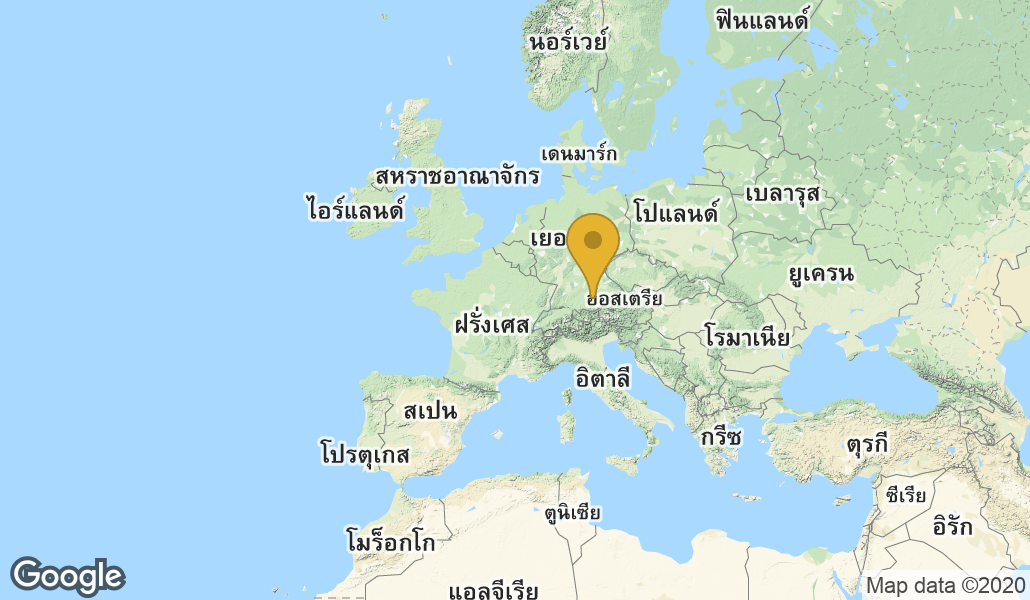 ฟินแลนด์
นอร์เวย์
เดนมาร์ก
สหราชอาณาจักร
ไอร์แลนด์
เบลารุส
โปแลนด์
ยูเครน
ออสเตรีย
ฝรั่งเศส
โรมาเนีย
อิตาลี
สเปน
กรีซ
ตุรกี
โปรตุเกส
ซีเรีย
ตูนิเซีย
อิรัก
โมร็อกโก
แอลจีเรีย
Google
Map data ©2020